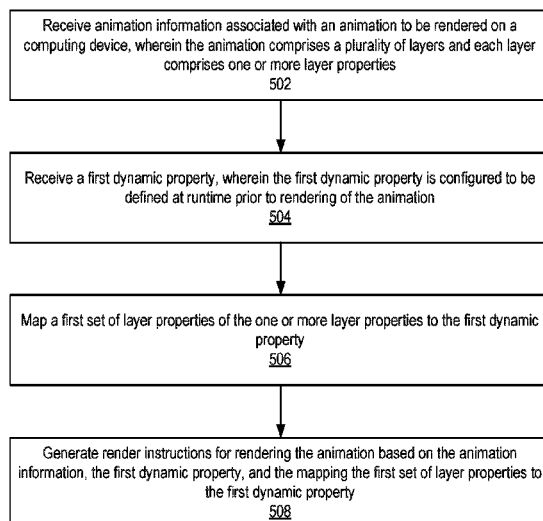 Receive animation information associated with an animation to be rendered on a
computing device, wherein the animation comprises a plurality of layers and each layer
comprises one or more layer properties
502
Receive a first dynamic property, wherein the first dynamic property is configured to be
defined at runtime prior to rendering of the animation
504
Map a first set of layer properties of the one or more layer properties to the first dynamic
property
506
Generate render instructions for rendering the animation based on the animation
information, the first dynamic property, and the mapping the first set of layer properties to
the first dynamic property
508